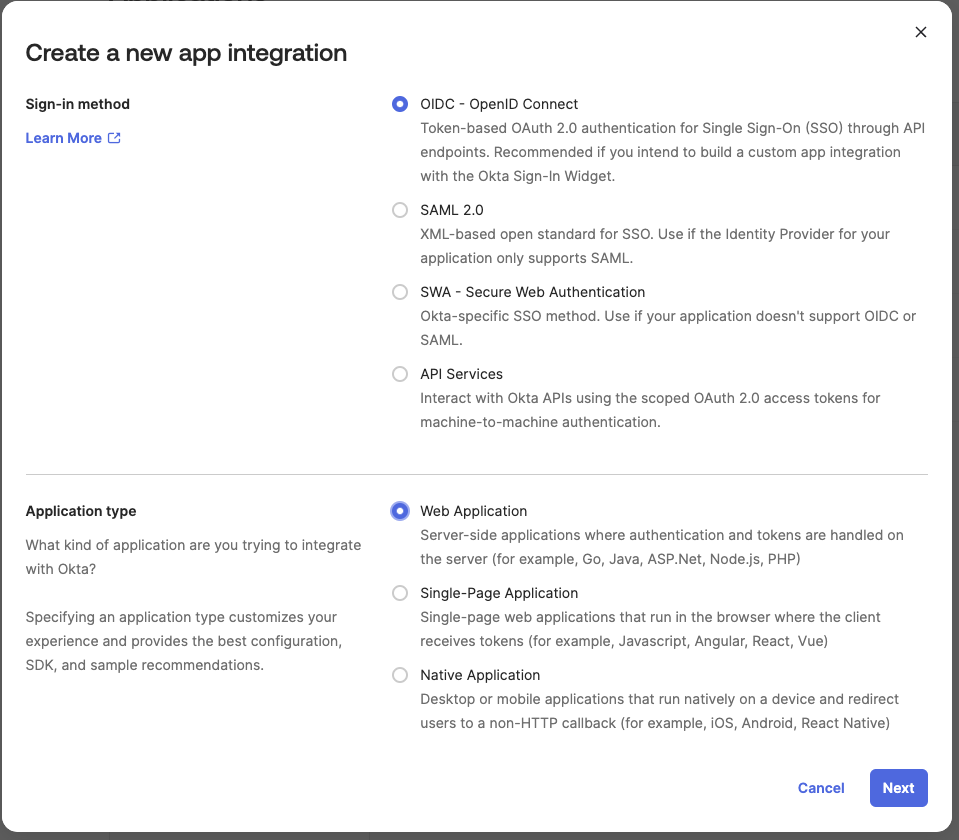 Create a new app integration
Sign-in method
Learn More
OIDC - OpenID Connect
Token-based OAuth 2.0 authentication for Single Sign-On (SSO) through API
endpoints. Recommended if you intend to build a custom app integration
with the Okta Sign-In Widget.
SAML 2.0
XML-based open standard for SSO. Use if the Identity Provider for your
application only supports SAML.
SWA - Secure Web Authentication
Okta-specific SSO method. Use if your application doesn't support OIDC or
SAML.
API Services
Interact with Okta APIs using the scoped OAuth 2.0 access tokens for
machine-to-machine authentication.
Application type
What kind of application are you trying to integrate
with Okta?
Specifying an application type customizes your
experience and provides the best configuration,
SDK, and sample recommendations.
Web Application
Server-side applications where authentication and tokens are handled on
the server (for example, Go, Java, ASP.Net, Node.js, PHP)
Single-Page Application
Single-page web applications that run in the browser where the client
receives tokens (for example, Javascript, Angular, React, Vue)
Native Application
Desktop or mobile applications that run natively on a device and redirect
users to a non-HTTP callback (for example, iOS, Android, React Native)
Cancel
Next